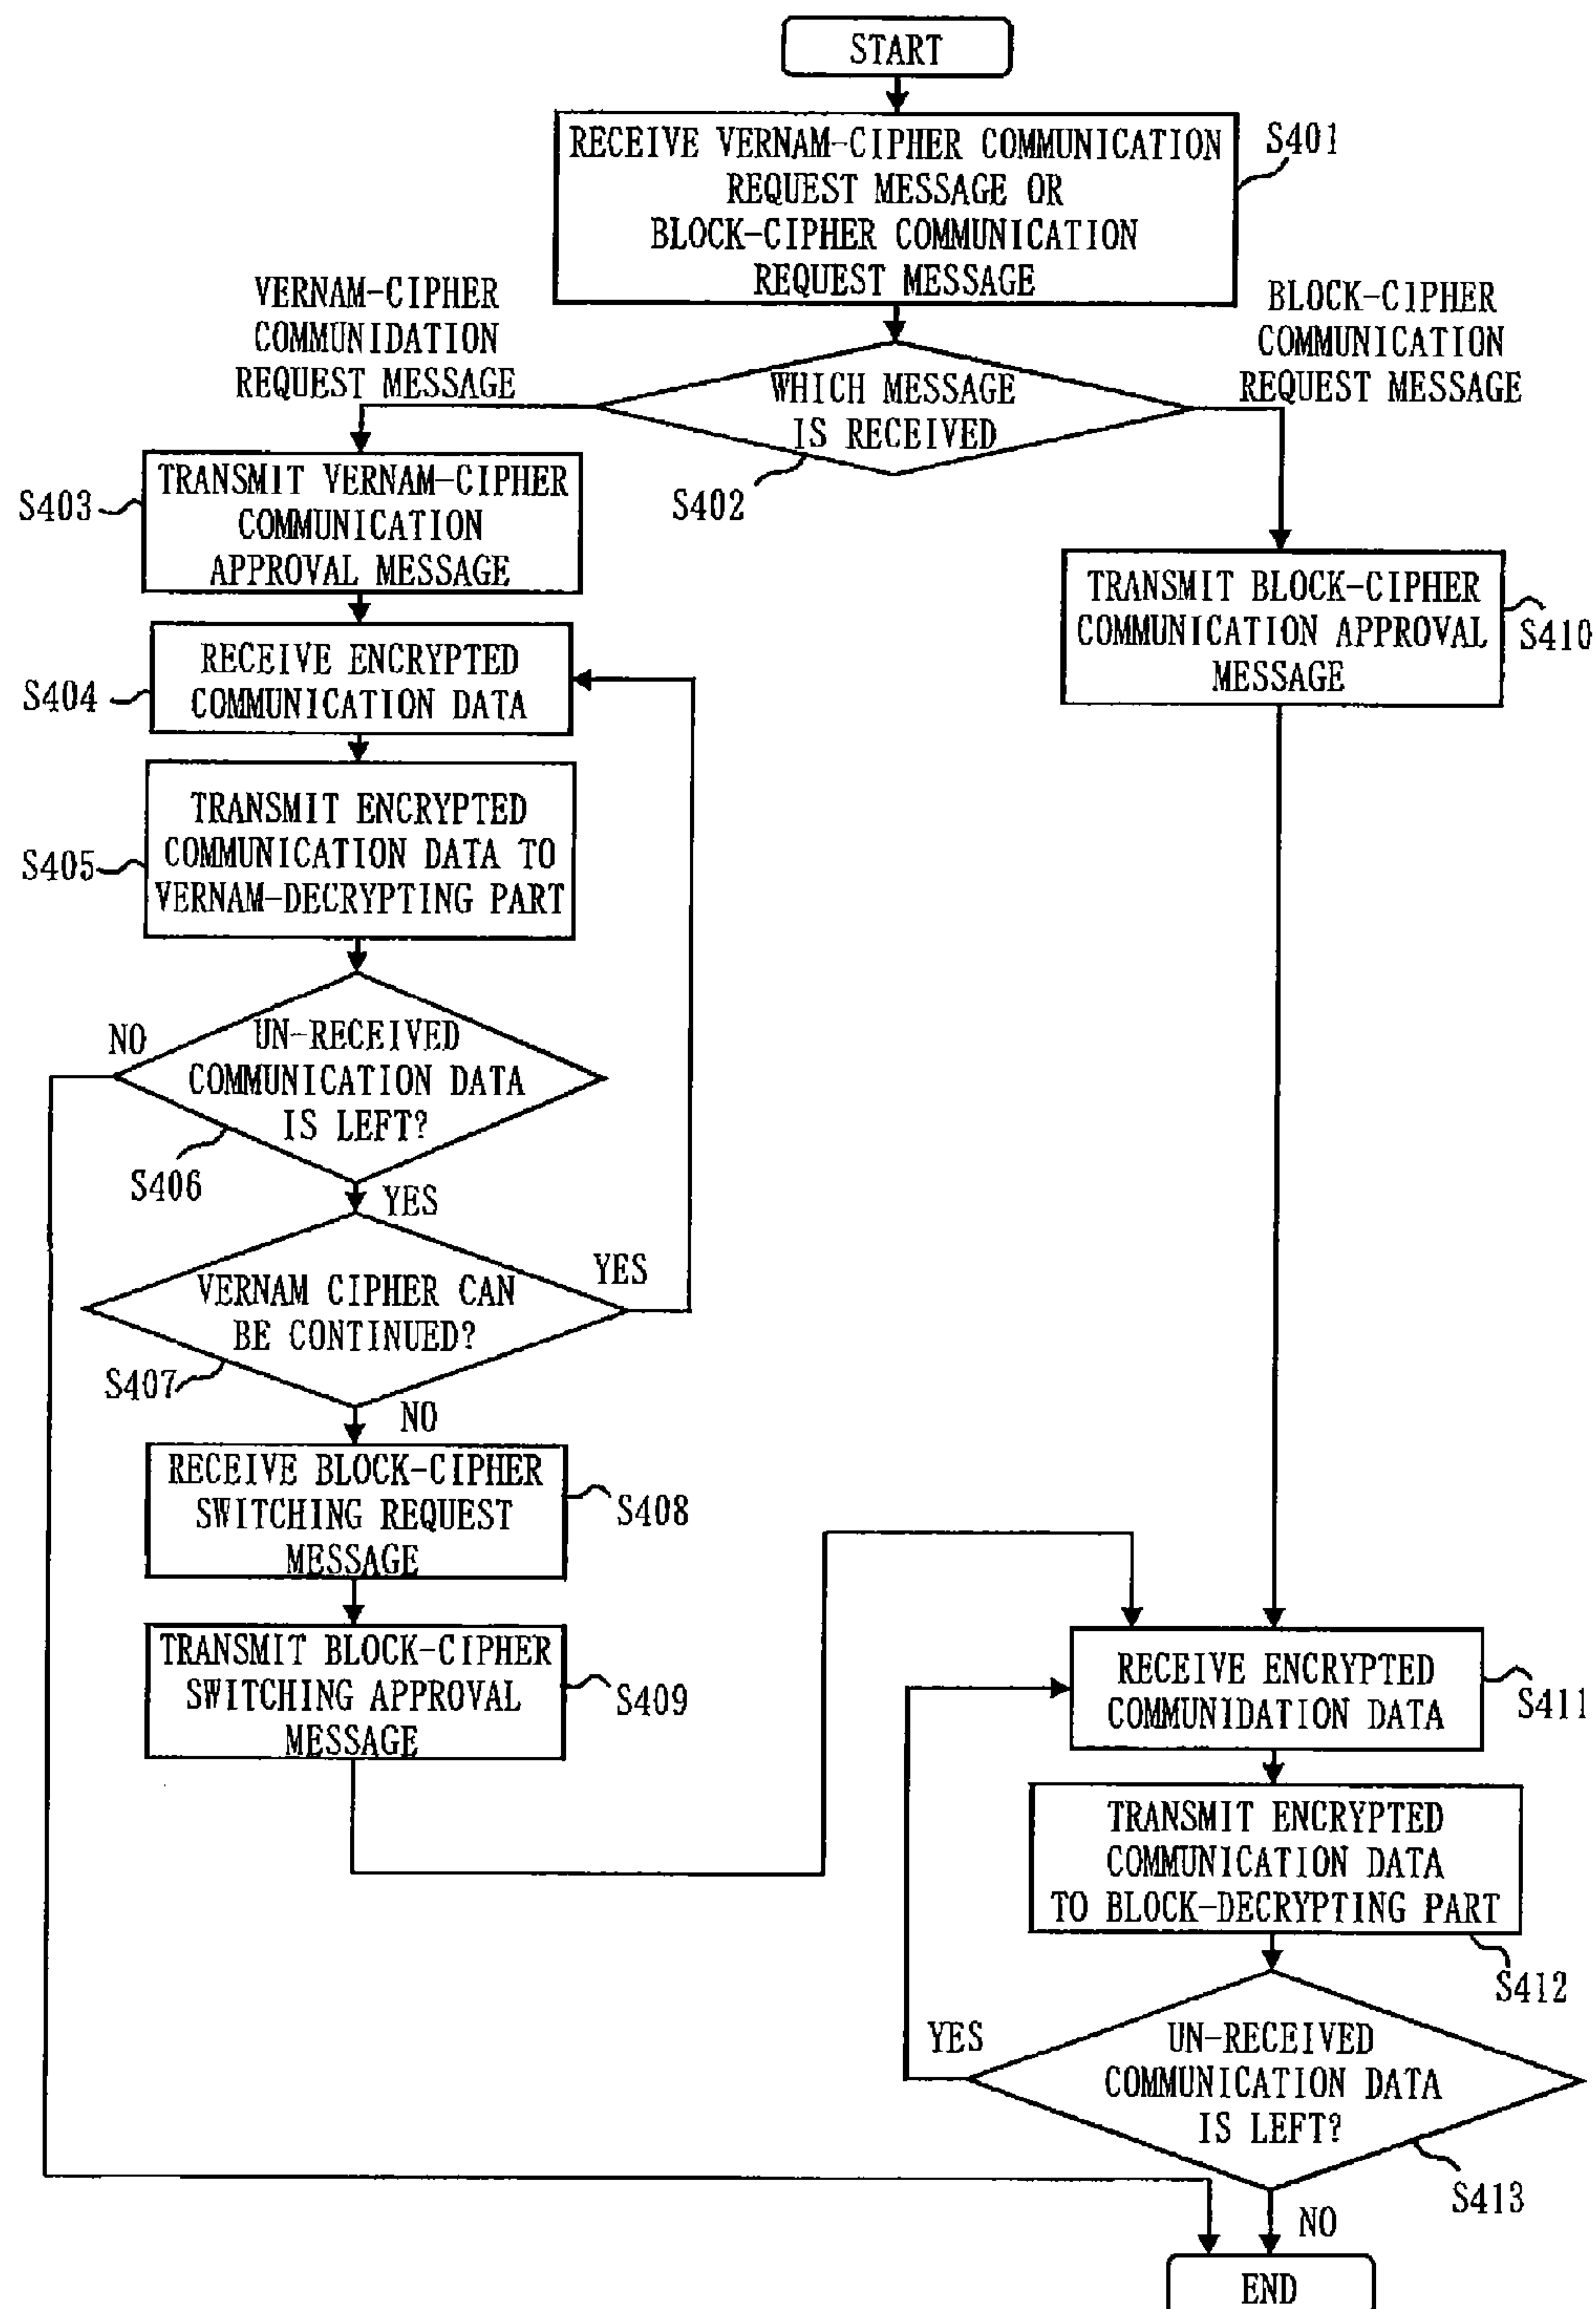 START
RECEIVE VERNAM-CIPHER COMMUNICATION
REQUEST MESSAGE OR
BLOCK-CIPHER COMMUNICATION
REQUEST MESSAGE
S401
VERNAM-CIPHER
COMMUNIDATION
REQUEST MESSAGE
BLOCK-CIPHER
COMMUNICATION
REQUEST MESSAGE
WHICH MESSAGE
IS RECEIVED
S402
TRANSMIT VERNAM-CIPHER
COMMUNICATION
APPROVAL MESSAGE
S403
TRANSMIT BLOCK-CIPHER
COMMUNICATION APPROVAL
MESSAGE
S410
RECEIVE ENCRYPTED
COMMUNICATION DATA
S404
TRANSMIT ENCRYPTED
COMMUNICATION DATA TO
VERNAM-DECRYPTING PART
S405
NO
UN-RECEIVED
COMMUNICATION DATA
IS LEFT?
S406
YES
VERNAM CIPHER CAN
BE CONTINUED?
YES
S407
NO
RECEIVE BLOCK-CIPHER
SWITCHING REQUEST
MESSAGE
S408
TRANSMIT BLOCK-CIPHER
SWITCHING APPROVAL
MESSAGE
S409
RECEIVE ENCRYPTED
COMMUNIDATION DATA
S411
TRANSMIT ENCRYPTED
COMMUNICATION DATA
TO BLOCK-DECRYPTING PART
S412
YES
UN-RECEIVED
COMMUNICATION DATA
IS LEFT?
S413
NO
END